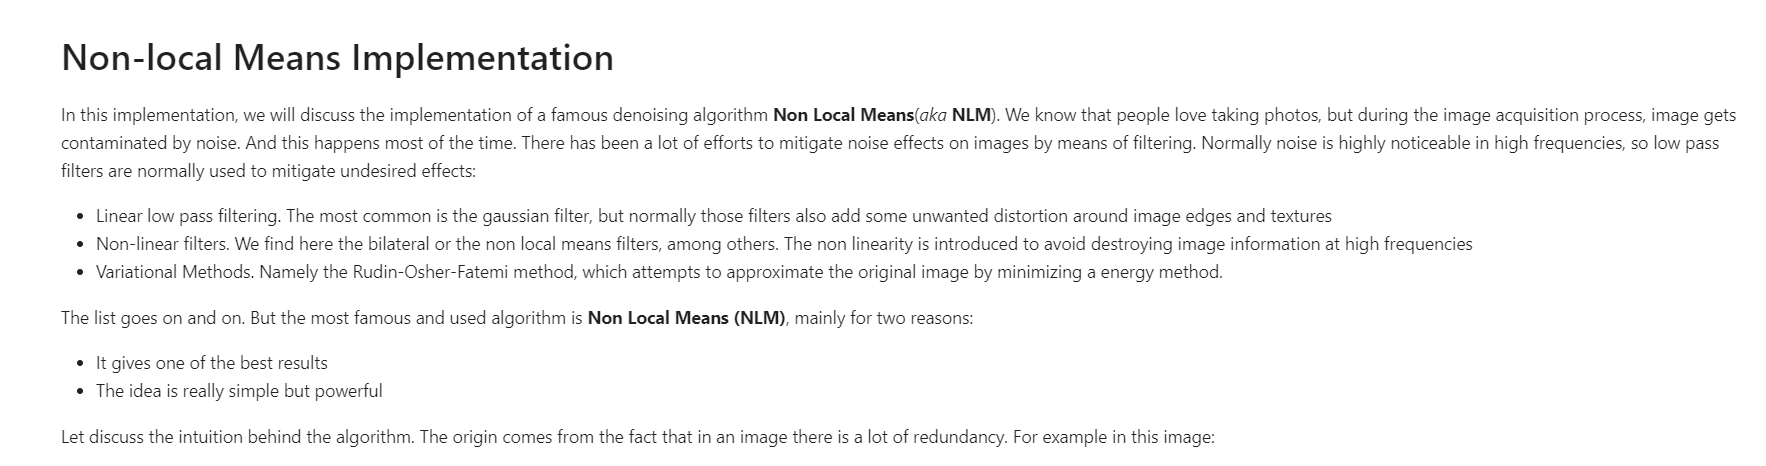 Non-local Means Implementation
In this implementation, we will discuss the implementation of a famous denoising algorithm Non Local Means(aka NLM). We know that people love taking photos, but during the image acquisition process, image gets
contaminated by noise. And this happens most of the time. There has been a lot of efforts to mitigate noise effects on images by means of filtering. Normally noise is highly noticeable in high frequencies, so low pass
filters are normally used to mitigate undesired effects:
• Linear low pass filtering. The most common is the gaussian filter, but normally those filters also add some unwanted distortion around image edges and textures
• Non-linear filters. We find here the bilateral or the non local means filters, among others. The non linearity is introduced to avoid destroying image information at high frequencies
• Variational Methods. Namely the Rudin-Osher-Fatemi method, which attempts to approximate the original image by minimizing a energy method.
The list goes on and on. But the most famous and used algorithm is Non Local Means (NLM), mainly for two reasons:
• It gives one of the best results
• The idea is really simple but powerful
Let discuss the intuition behind the algorithm. The origin comes from the fact that in an image there is a lot of redundancy. For example in this image: